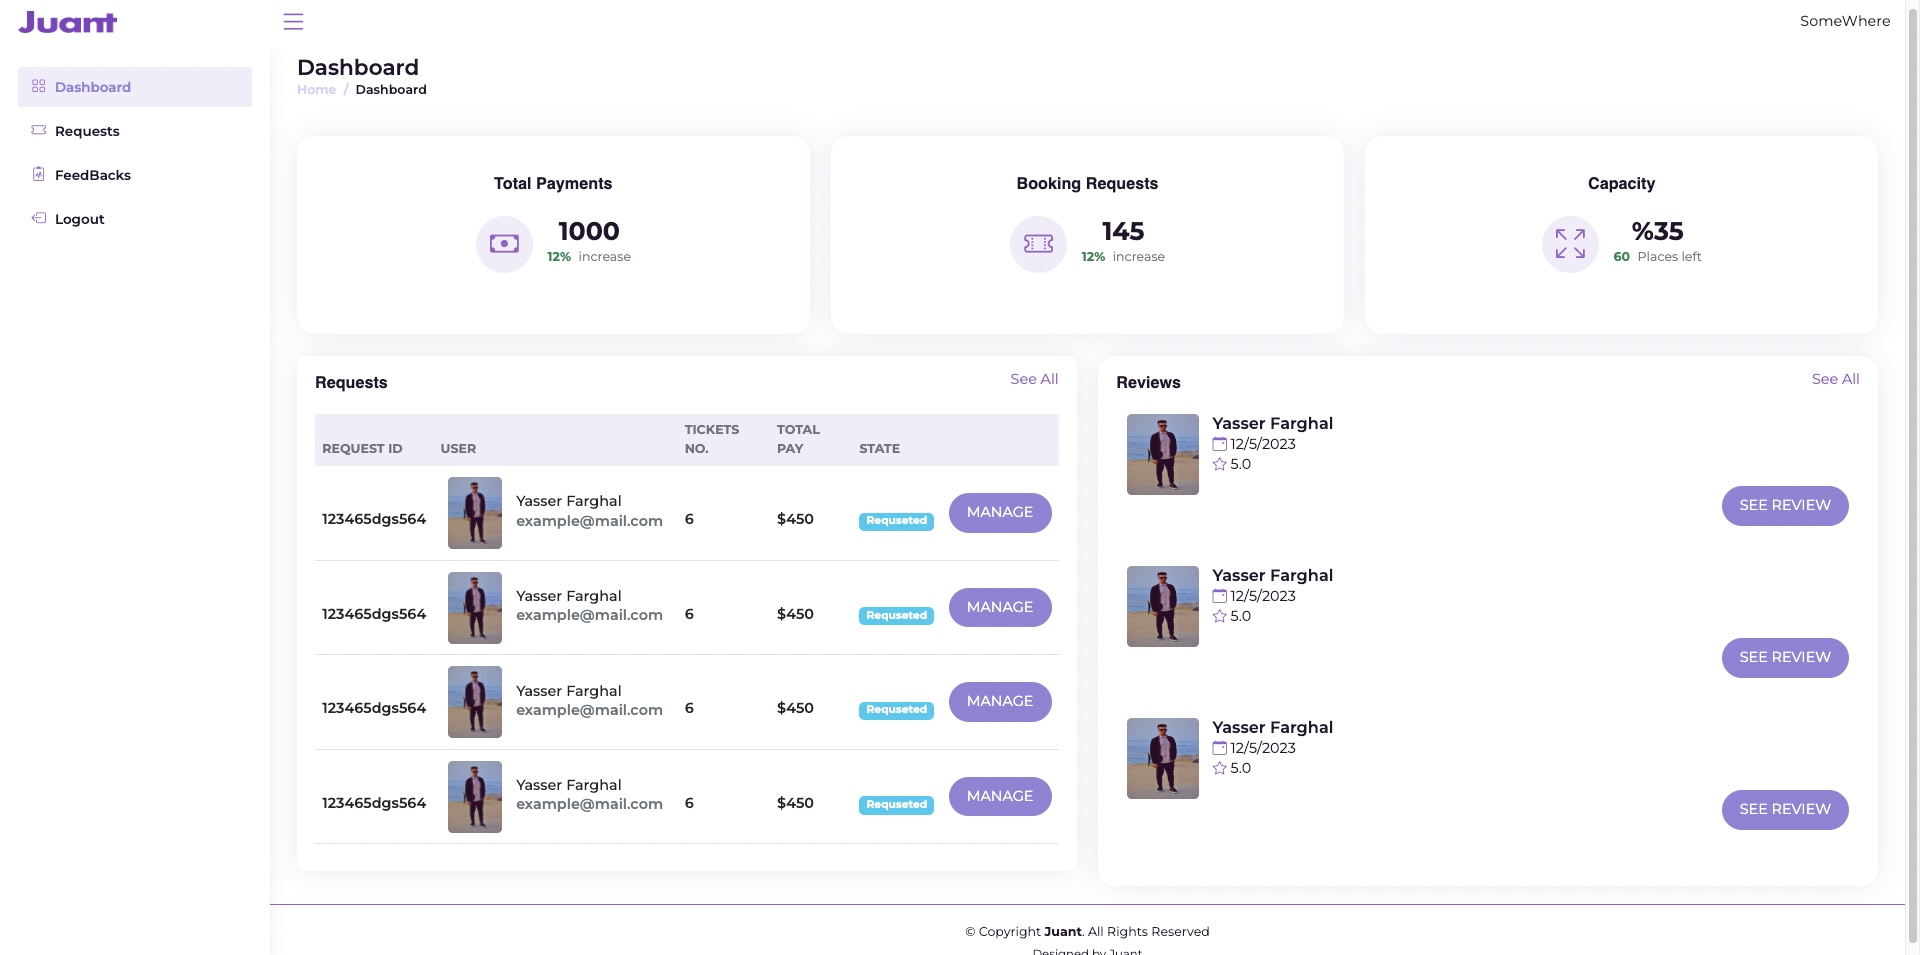 Juant
SomeWhere
Dashboard
Requests
FeedBacks
Logout
Dashboard
Home / Dashboard
Total Payments
1000
12% increase
Booking Requests
145
12% increase
Capacity
%35
60 Places left
Requests
See All
REQUEST ID USER TICKETS NO. TOTAL PAY STATE
123465dgs564 Yasser Farghal 6 $450 Requseted MANAGE
example@mail.com
123465dgs564 Yasser Farghal 6 $450 Requseted MANAGE
example@mail.com
123465dgs564 Yasser Farghal 6 $450 Requseted MANAGE
example@mail.com
123465dgs564 Yasser Farghal 6 $450 Requseted MANAGE
example@mail.com
Reviews
See All
Yasser Farghal
12/5/2023
5.0
SEE REVIEW
Yasser Farghal
12/5/2023
5.0
SEE REVIEW
Yasser Farghal
12/5/2023
5.0
SEE REVIEW
© Copyright Juant. All Rights Reserved
Designed by Juant